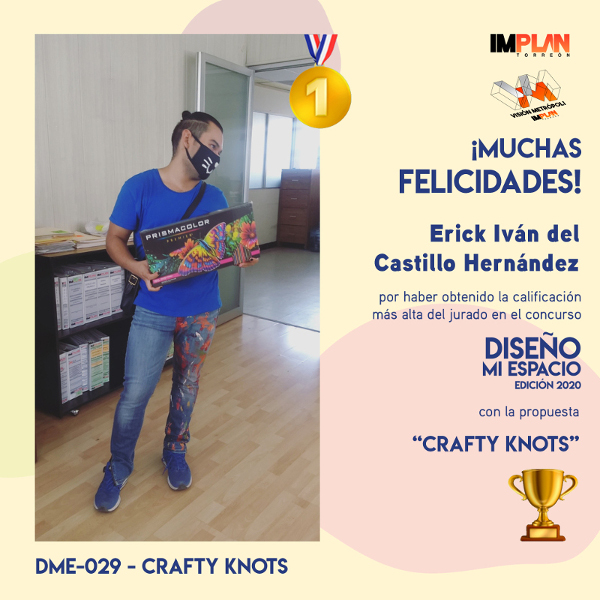 IMPLAN
TORREÓN
VISIÓN METRÓPOLI
IMPLAN
1
¡MUCHAS
FELICIDADES!
Erick Iván del
Castillo Hernández
por haber obtenido la calificación
más alta del jurado en el concurso
DISEÑO
MI ESPACIO
EDICIÓN 2020
con la propuesta
“CRAFTY KNOTS”
PRISMACOLOR
PREMIER
DME-029 - CRAFTY KNOTS